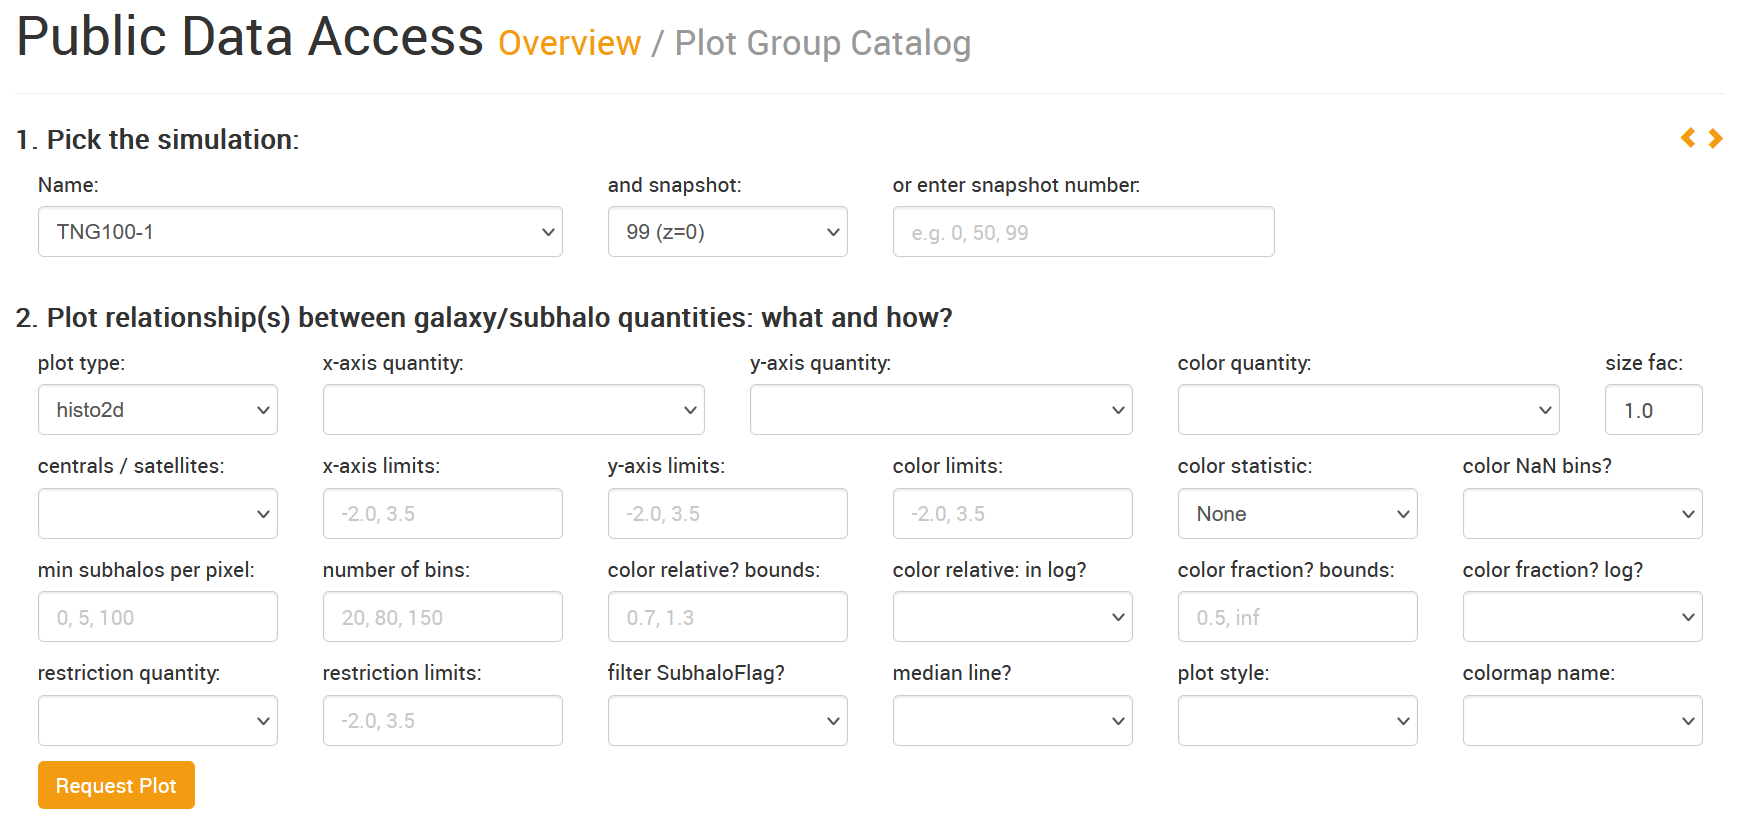 Public Data Access Overview / Plot Group Catalog
1. Pick the simulation:
Name: and snapshot: or enter snapshot number:
TNG100-1 99 (z=0) e.g. 0, 50, 99
2. Plot relationship(s) between galaxy/subhalo quantities: what and how?
plot type: x-axis quantity: y-axis quantity: color quantity: size fac:
histo2d 1.0
centrals / satellites: x-axis limits: y-axis limits: color limits: color statistic: color NaN bins?
-2.0, 3.5 -2.0, 3.5 -2.0, 3.5 None
min subhalos per pixel: number of bins: color relative? bounds: color relative: in log? color fraction? bounds: color fraction? log?
0, 5, 100 20, 80, 150 0.7, 1.3 0.5, inf
restriction quantity: restriction limits: filter SubhaloFlag? median line? plot style: colormap name:
-2.0, 3.5
Request Plot